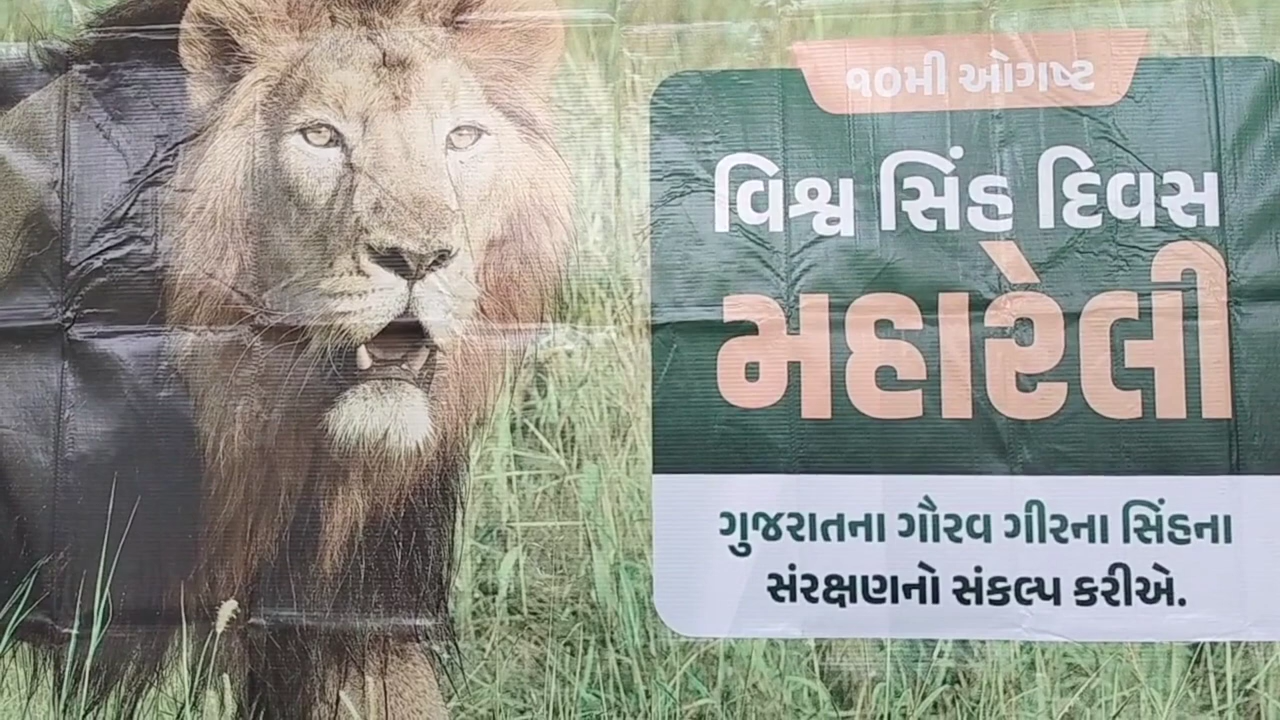 ૧૦મી ઓગષ્ટ
વિશ્વ સિંહ દિવસ
મહારેલી
ગુજરાતના ગૌરવ ગીરના સિંહના
સંરક્ષણનો સંકલ્પ કરીએ.